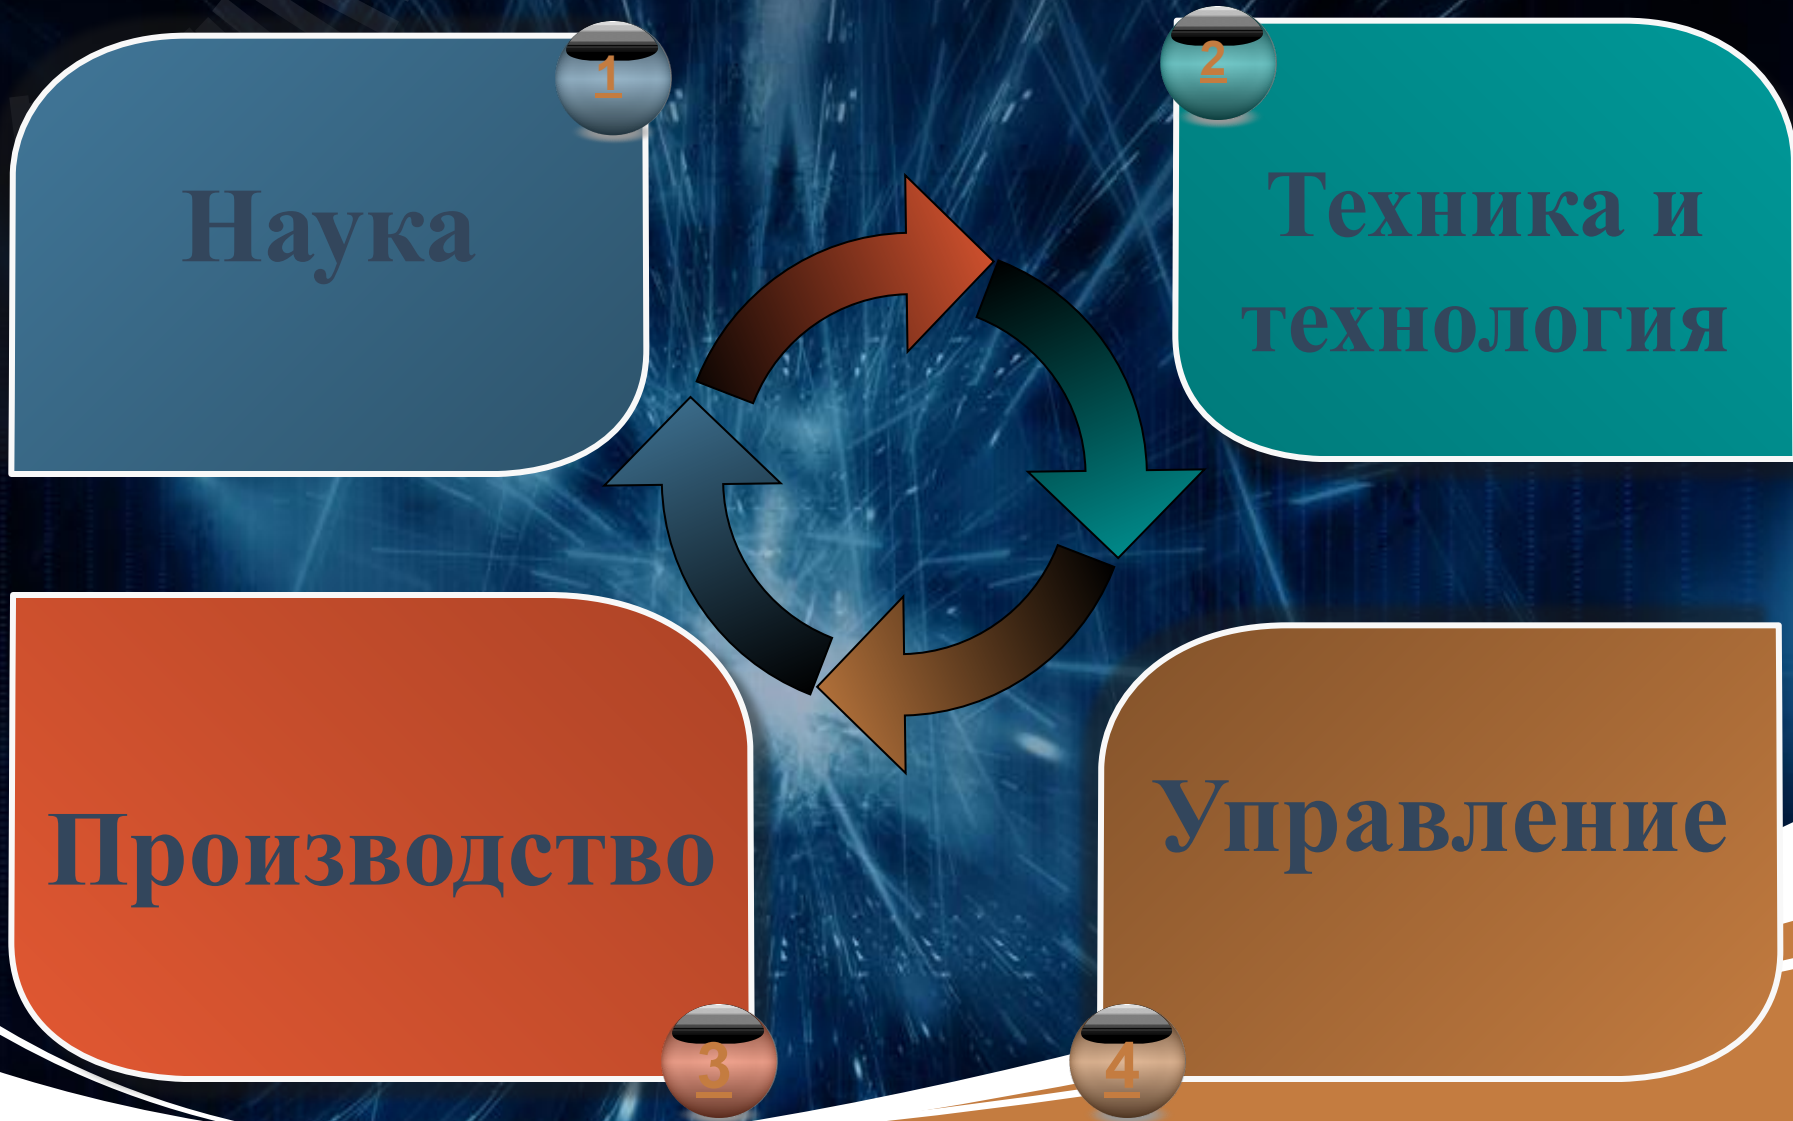 1
Наука
2
Техника и
технология
Производство
3
Управление
4